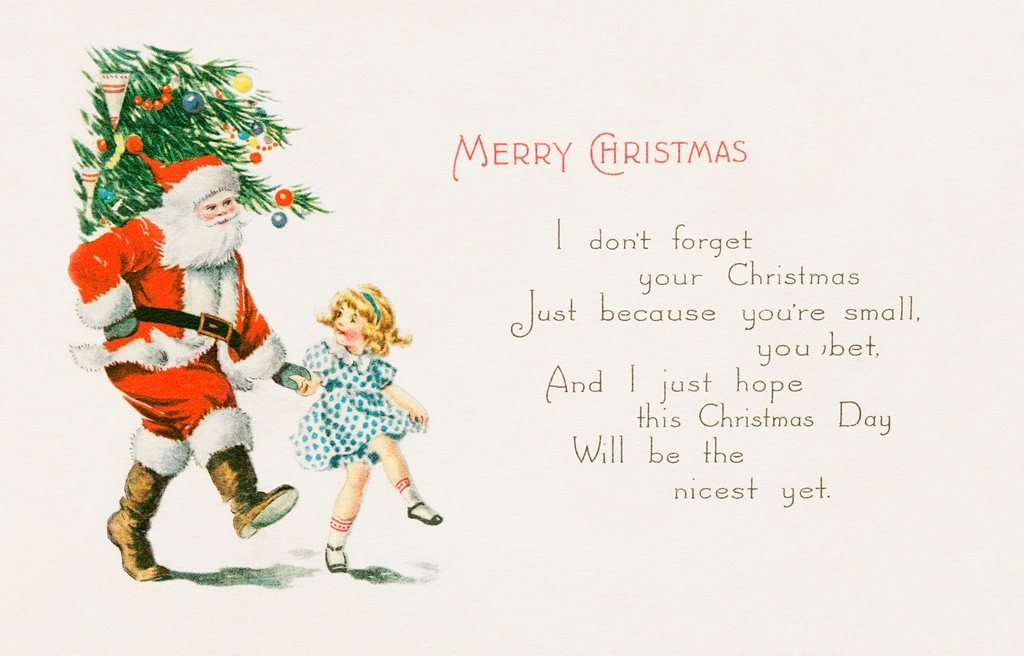 MERRY CHRISTMAS
I don't forget
your Christmas
Just because you're small,
you bet,
And I just hope
this Christmas Day
Will be the
nicest yet.